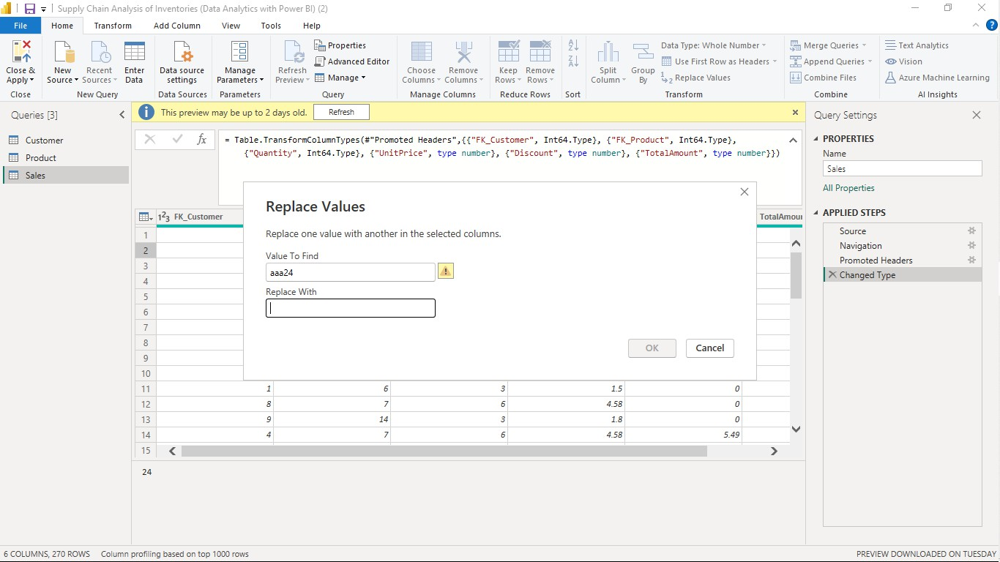 Supply Chain Analysis of Inventories (Data Analytics with Power BI) (2)
File Home Transform Add Column View Tools Help
Close & Apply
New Source
Recent Sources
Enter Data
Data source settings
Manage Parameters
Refresh Preview
Properties
Advanced Editor
Manage
Choose Columns
Remove Columns
Keep Rows
Remove Rows
A Z
Z A
Split Column
Group By
Data Type: Whole Number
Use First Row as Headers
1 2 Replace Values
Merge Queries
Append Queries
Combine Files
Text Analytics
Vision
Azure Machine Learning
Close New Query Data Sources Parameters Query Manage Columns Reduce Rows Sort Transform Combine AI Insights
Queries [3]
Customer
Product
Sales
This preview may be up to 2 days old. Refresh
fx
= Table.TransformColumnTypes(#"Promoted Headers",{{"FK_Customer", Int64.Type}, {"FK_Product", Int64.Type},
{"Quantity", Int64.Type}, {"UnitPrice", type number}, {"Discount", type number}, {"TotalAmount", type number}})
123 FK_Customer
TotalAmour
1
2
3
4
5
6
7
8
9
10
11 1 6 3 1.5 0
12 8 7 6 4.58 0
13 9 14 3 1.8 0
14 4 7 6 4.58 5.49
15
24
Replace Values
Replace one value with another in the selected columns.
Value To Find
aaa24
Replace With
OK Cancel
Query Settings
PROPERTIES
Name
Sales
All Properties
APPLIED STEPS
Source
Navigation
Promoted Headers
Changed Type
6 COLUMNS, 270 ROWS Column profiling based on top 1000 rows
PREVIEW DOWNLOADED ON TUESDAY